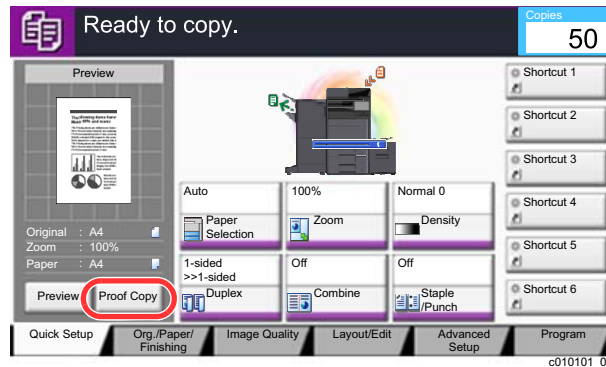 Ready to copy.
Copies
50
Preview
Original : A4
Zoom : 100%
Paper : A4
Preview
Proof Copy
Auto
Paper
Selection
100%
Zoom
Normal 0
Density
1-sided
>>1-sided
Duplex
Off
Combine
Off
Staple
/Punch
Shortcut 1
Shortcut 2
Shortcut 3
Shortcut 4
Shortcut 5
Shortcut 6
Quick Setup
Org./Paper/
Finishing
Image Quality
Layout/Edit
Advanced
Setup
Program
c010101_0